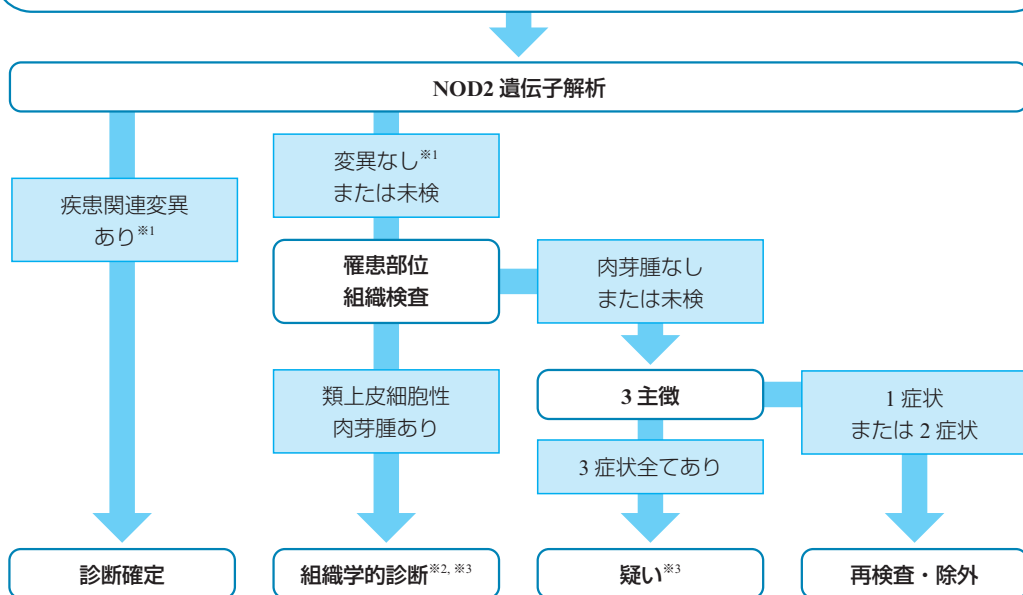 NOD2 遺伝子解析
疾患関連変異
あり※1
変異なし※1
または未検
罹患部位
組織検査
肉芽腫なし
または未検
類上皮細胞性
肉芽腫あり
3 主徴
1 症状
または 2 症状
3 症状全てあり
診断確定
組織学的診断※2, ※3
疑い※3
再検査・除外